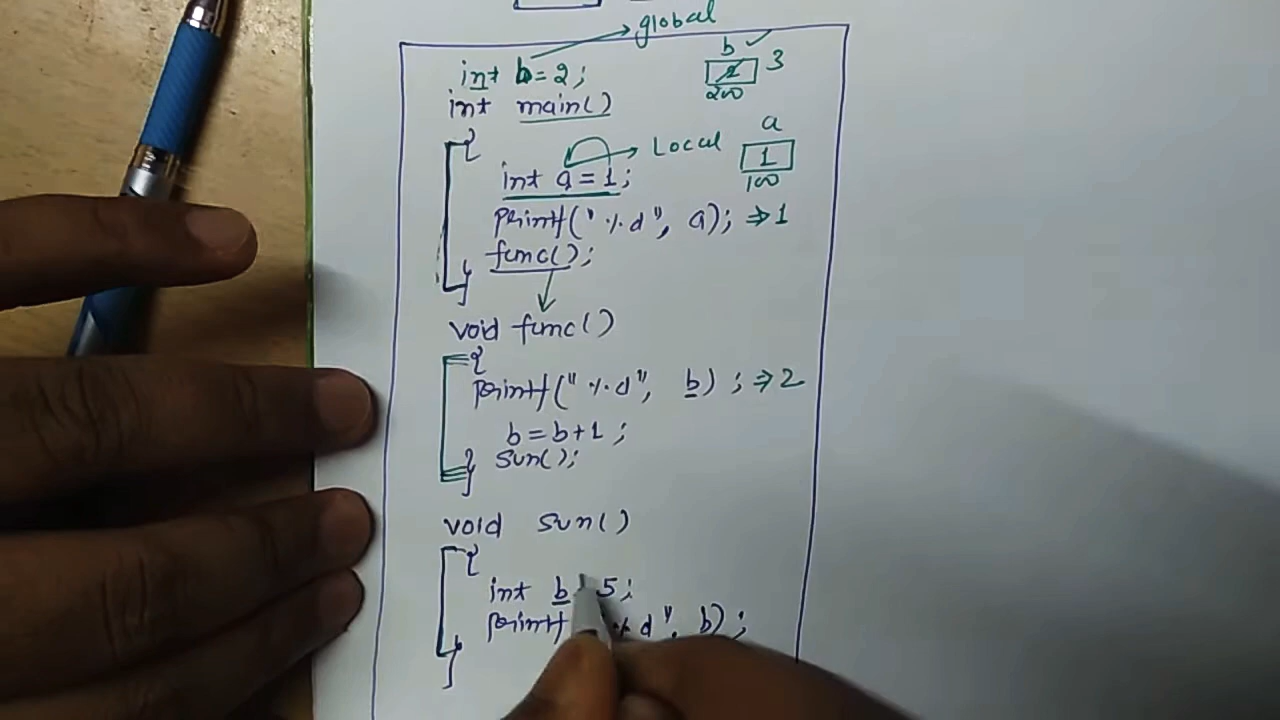 global
int b=2;
b
2 3
200
int main()
{
Local
a
1
100
int a=1;
printf("%d", a); ⇒1
func();
}
void func()
{
printf("%d", b); ⇒2
b=b+1;
sun();
}
void sun()
{
int b 5;
printf %d", b);
}